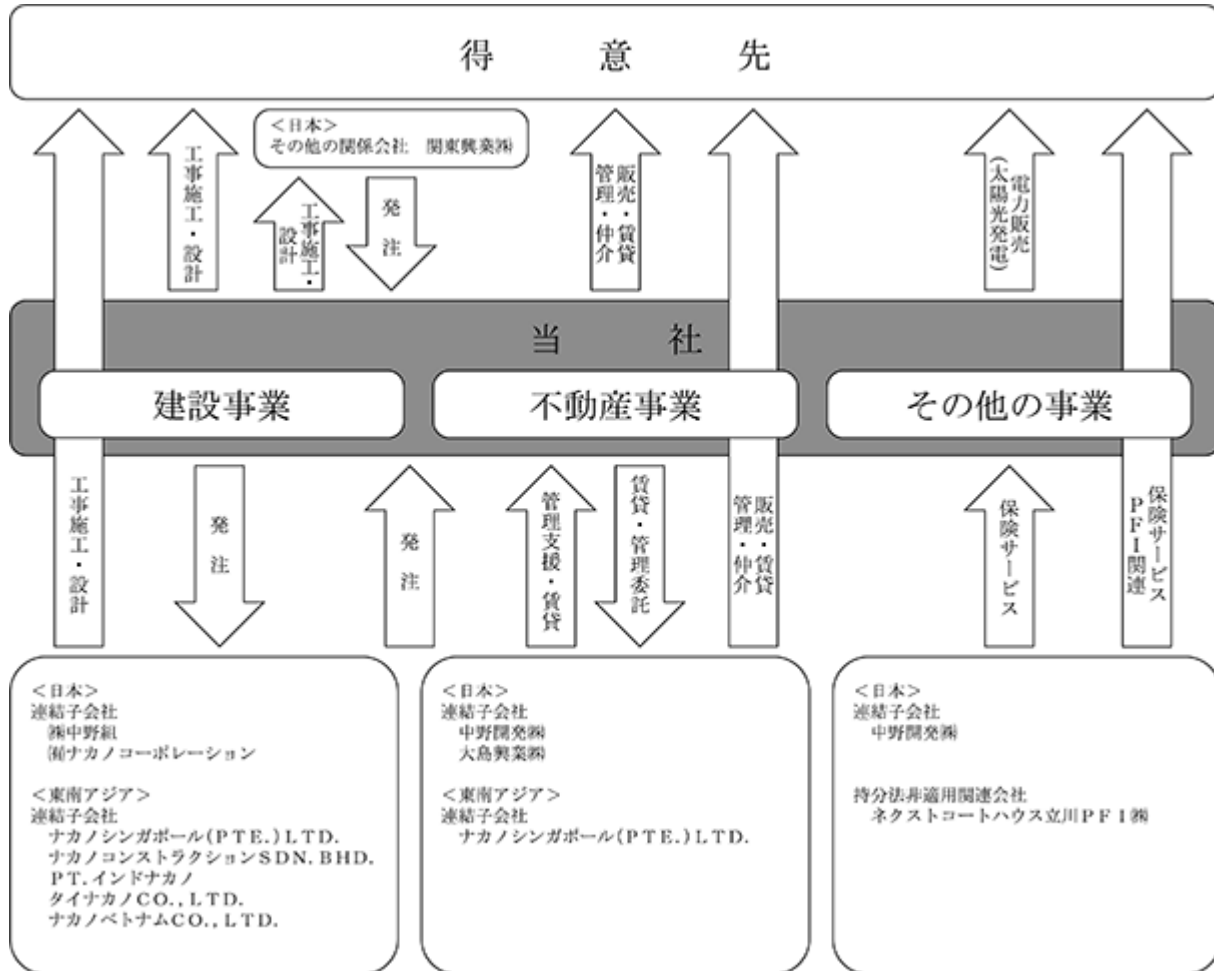 得意先
<日本>
その他の関係会社 関東興業㈱
工事施工・設計
工事施工・
設計
発注
販売・賃貸
管理・仲介
電力販売
(太陽光発電)
当社
建設事業
不動産事業
その他の事業
工事施工・設計
発注
発注
管理支援・賃貸
賃貸・管理委託
販売・賃貸
管理・仲介
保険サービス
保険サービス
PFI関連
<日本>
連結子会社
㈱中野組
㈲ナカノコーポレーション
<東南アジア>
連結子会社
ナカノシンガポール(PTE.)LTD.
ナカノコンストラクションSDN.BHD.
PT.インドナカノ
タイナカノCO.,LTD.
ナカノベトナムCO.,LTD.
<日本>
連結子会社
中野開発㈱
大島興業㈱
<東南アジア>
連結子会社
ナカノシンガポール(PTE.)LTD.
<日本>
連結子会社
中野開発㈱
持分法非適用関連会社
ネクストコートハウス立川PFI㈱